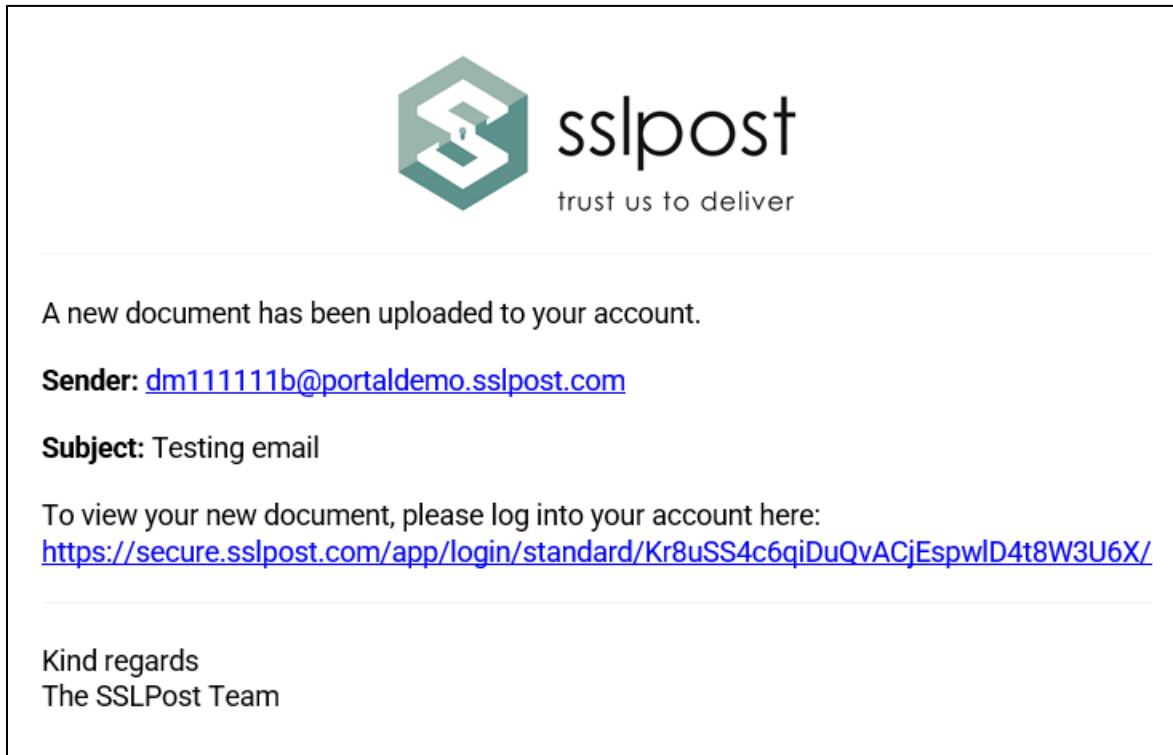 sslpost
trust us to deliver
A new document has been uploaded to your account.
Sender: dm111111b@portaldemo.sslpost.com
Subject: Testing email
To view your new document, please log into your account here:
https://secure.sslpost.com/app/login/standard/Kr8uSS4c6qiDuQvACjEspwlD4t8W3U6X/
Kind regards
The SSLPost Team